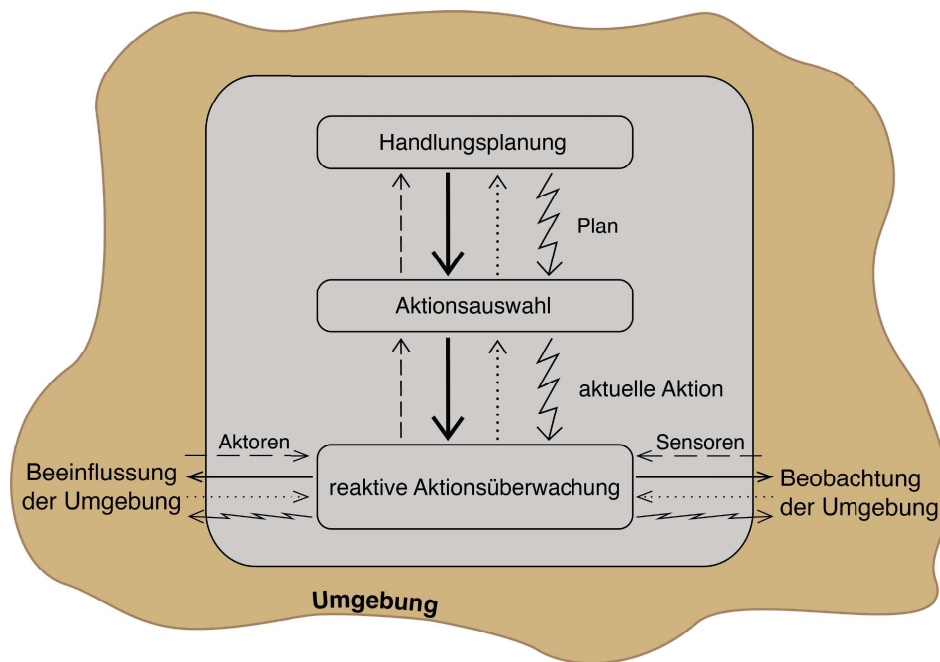 Handlungsplanung
Plan
Aktionsauswahl
aktuelle Aktion
Aktoren
Sensoren
Beeinflussung
der Umgebung
reaktive Aktionsüberwachung
Beobachtung
der Umgebung
Umgebung